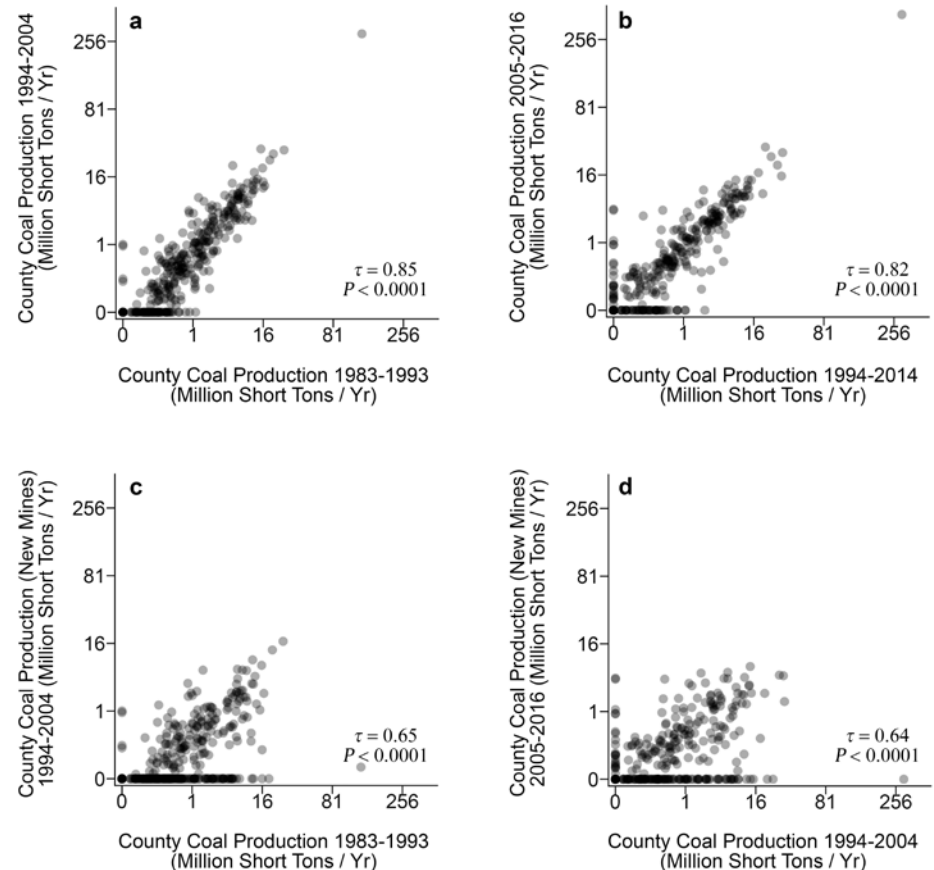 a
County Coal Production 1994-2004
(Million Short Tons / Yr)
256
81
16
1
0
τ = 0.85
P < 0.0001
0 1 16 81 256
County Coal Production 1983-1993
(Million Short Tons / Yr)
b
County Coal Production 2005-2016
(Million Short Tons / Yr)
256
81
16
1
0
τ = 0.82
P < 0.0001
0 1 16 81 256
County Coal Production 1994-2014
(Million Short Tons / Yr)
c
County Coal Production (New Mines)
1994-2004 (Million Short Tons / Yr)
256
81
16
1
0
τ = 0.65
P < 0.0001
0 1 16 81 256
County Coal Production 1983-1993
(Million Short Tons / Yr)
d
County Coal Production (New Mines)
2005-2016 (Million Short Tons / Yr)
256
81
16
1
0
τ = 0.64
P < 0.0001
0 1 16 81 256
County Coal Production 1994-2004
(Million Short Tons / Yr)